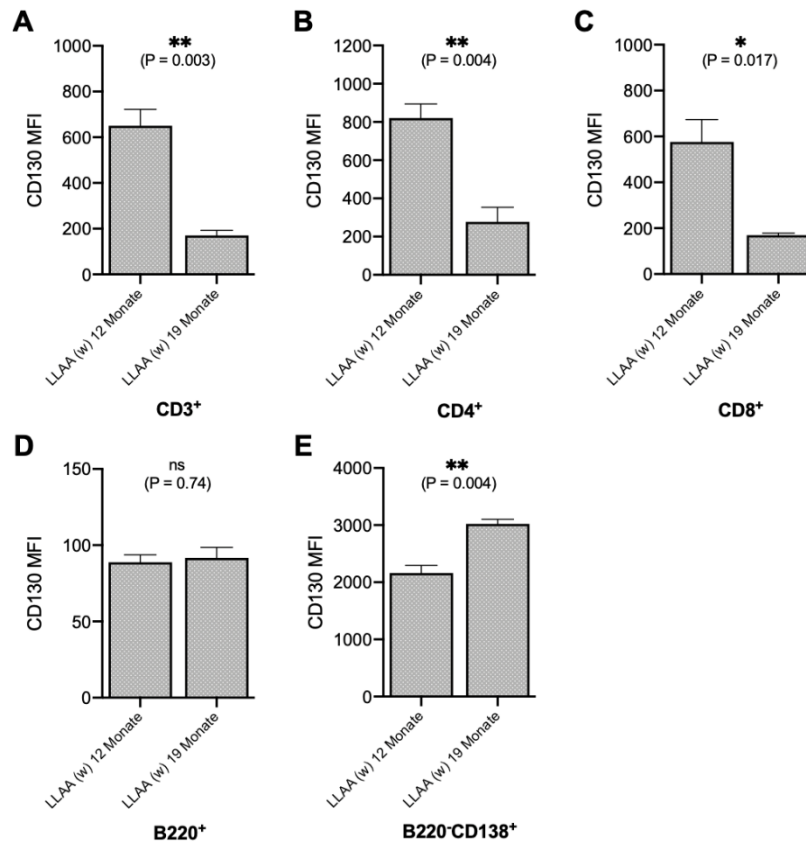 A
CD130 MFI
1000
800
600
400
200
0
**
(P = 0.003)
LLAA (w) 12 Monate
LLAA (w) 19 Monate
CD3⁺
B
CD130 MFI
1200
1000
800
600
400
200
0
**
(P = 0.004)
LLAA (w) 12 Monate
LLAA (w) 19 Monate
CD4⁺
C
CD130 MFI
1000
800
600
400
200
0
*
(P = 0.017)
LLAA (w) 12 Monate
LLAA (w) 19 Monate
CD8⁺
D
CD130 MFI
150
100
50
0
ns
(P = 0.74)
LLAA (w) 12 Monate
LLAA (w) 19 Monate
B220⁺
E
CD130 MFI
4000
3000
2000
1000
0
**
(P = 0.004)
LLAA (w) 12 Monate
LLAA (w) 19 Monate
B220⁻CD138⁺